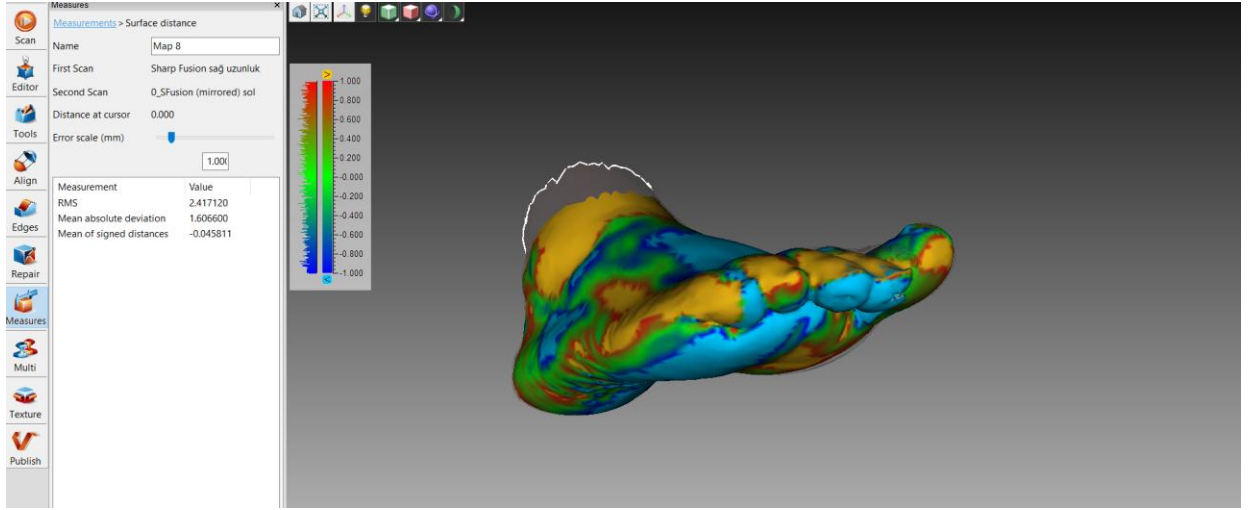 Measures ×
Measurements > Surface distance
Name Map 8
First Scan Sharp Fusion sağ uzunluk
Second Scan 0_SFusion (mirrored) sol
Distance at cursor 0.000
Error scale (mm)
1.00
Measurement Value
RMS 2.417120
Mean absolute deviation 1.606600
Mean of signed distances -0.045811
Scan
Editor
Tools
Align
Edges
Repair
Measures
Multi
Texture
Publish
>
1.000
0.800
0.600
0.400
0.200
-0.000
-0.200
-0.400
-0.600
-0.800
-1.000
<